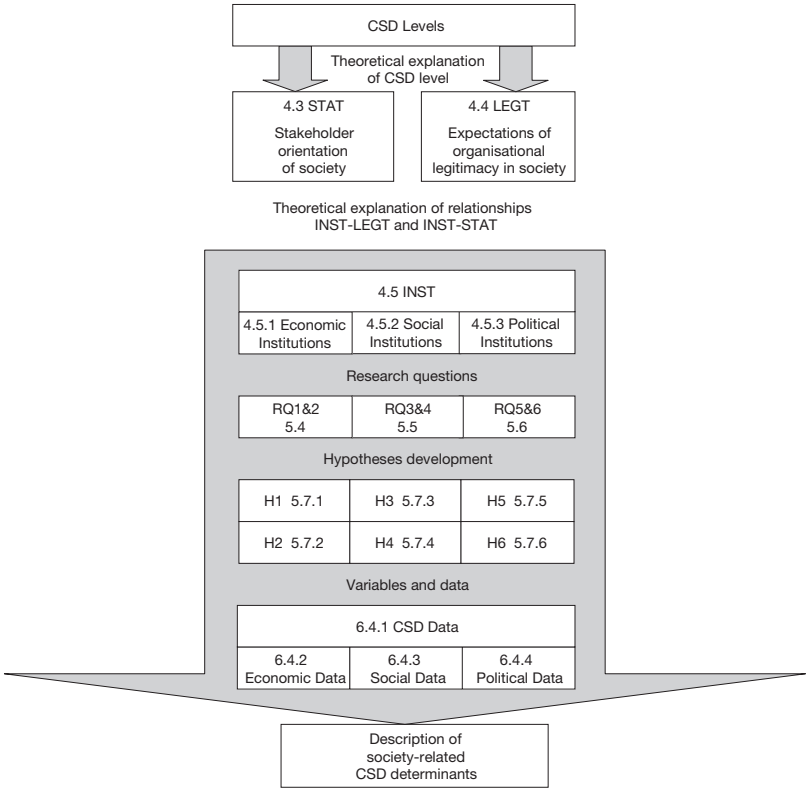 CSD Levels
Theoretical explanation
of CSD level
4.3 STAT
Stakeholder
orientation
of society
4.4 LEGT
Expectations of
organisational
legitimacy in society
Theoretical explanation of relationships
INST-LEGT and INST-STAT
4.5 INST
4.5.1 Economic
Institutions
4.5.2 Social
Institutions
4.5.3 Political
Institutions
Research questions
RQ1&2
5.4
RQ3&4
5.5
RQ5&6
5.6
Hypotheses development
H1 5.7.1
H3 5.7.3
H5 5.7.5
H2 5.7.2
H4 5.7.4
H6 5.7.6
Variables and data
6.4.1 CSD Data
6.4.2
Economic Data
6.4.3
Social Data
6.4.4
Political Data
Description of
society-related
CSD determinants